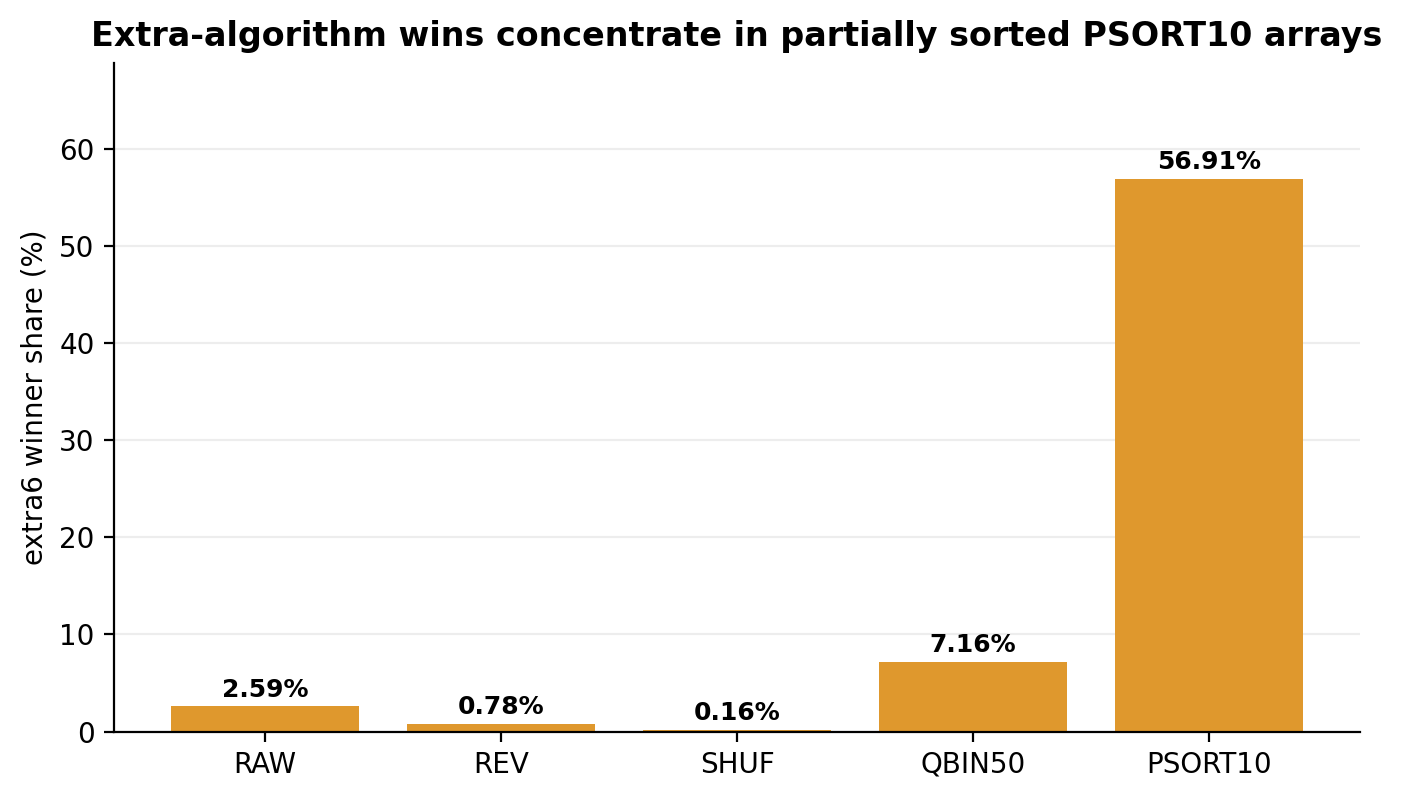 Extra-algorithm wins concentrate in partially sorted PSORT10 arrays
extra6 winner share (%)
60
50
40
30
20
10
0
2.59%
0.78%
0.16%
7.16%
56.91%
RAW
REV
SHUF
QBIN50
PSORT10